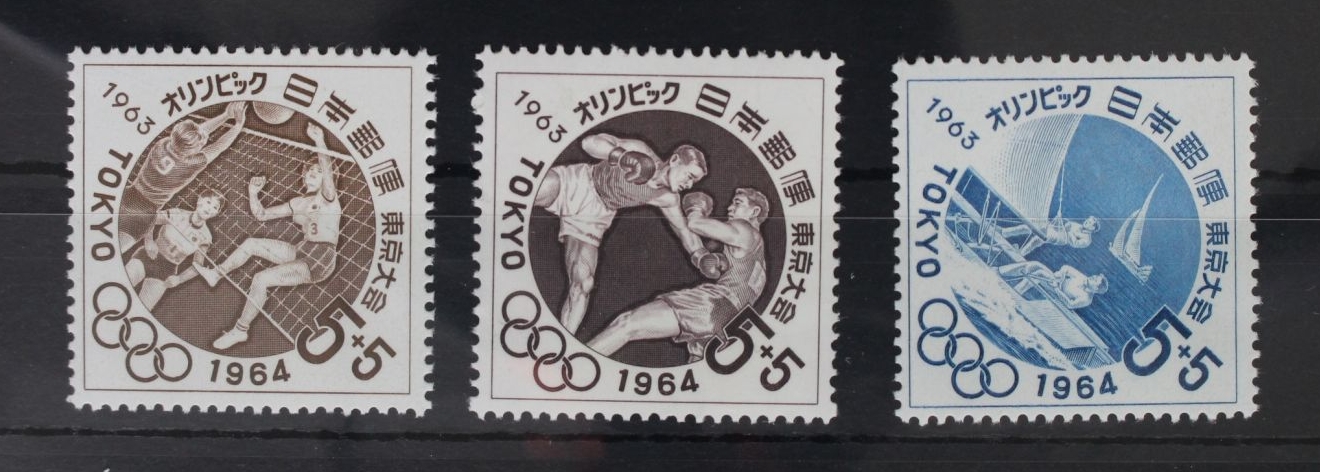 1963
オリンピック
日本郵便
TOKYO
東京大会
1964
5+5
3
1963
オリンピック
日本郵便
TOKYO
東京大会
1964
5+5
1963
オリンピック
日本郵便
TOKYO
東京大会
1964
5+5